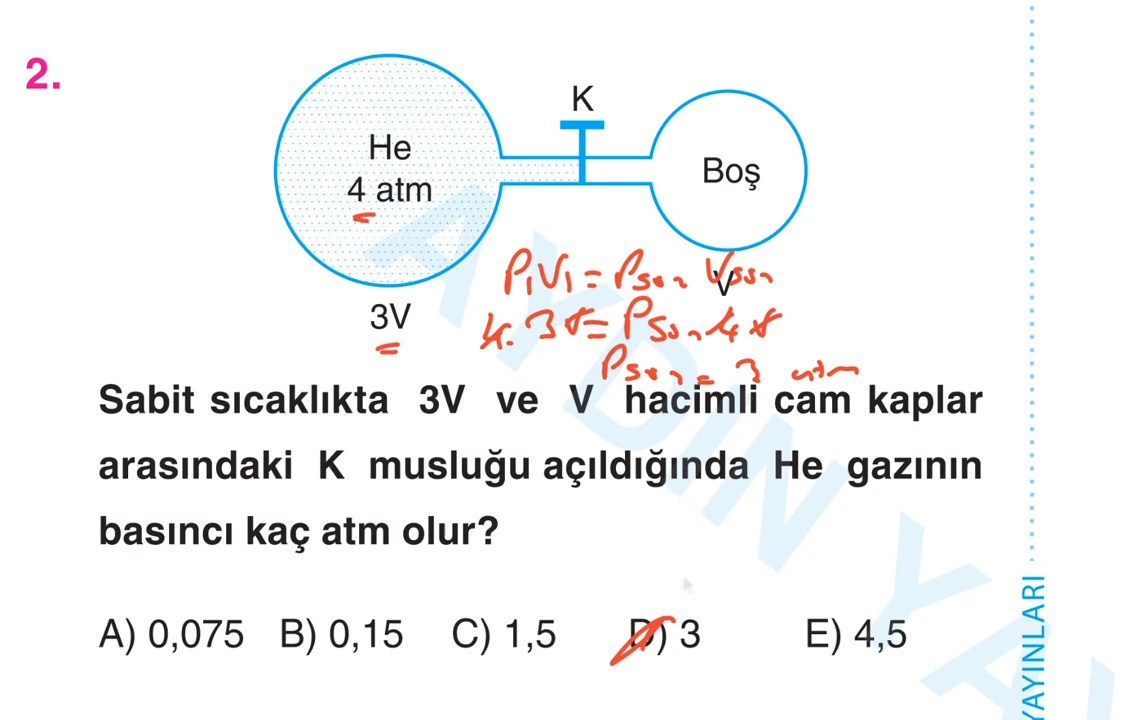 2.
K
He
4 atm
Boş
P₁V₁ = Pson Vson
V
3V
4. 3V = Pson 4V
Pson = 3 atm
Sabit sıcaklıkta 3V ve V hacimli cam kaplar
arasındaki K musluğu açıldığında He gazının
basıncı kaç atm olur?
A) 0,075 B) 0,15 C) 1,5 D) 3 E) 4,5
AYDIN YA
YAYINLARI